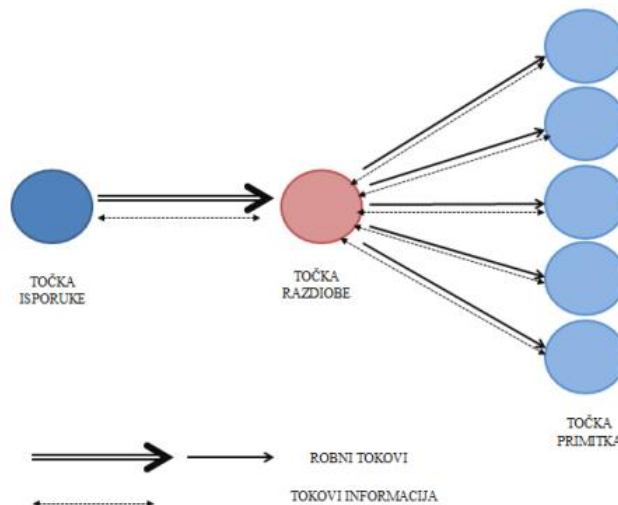 TOČKA
ISPORUKE
TOČKA
RAZDIOBE
TOČKA
PRIMITKA
ROBNI TOKOVI
TOKOVI INFORMACIJA